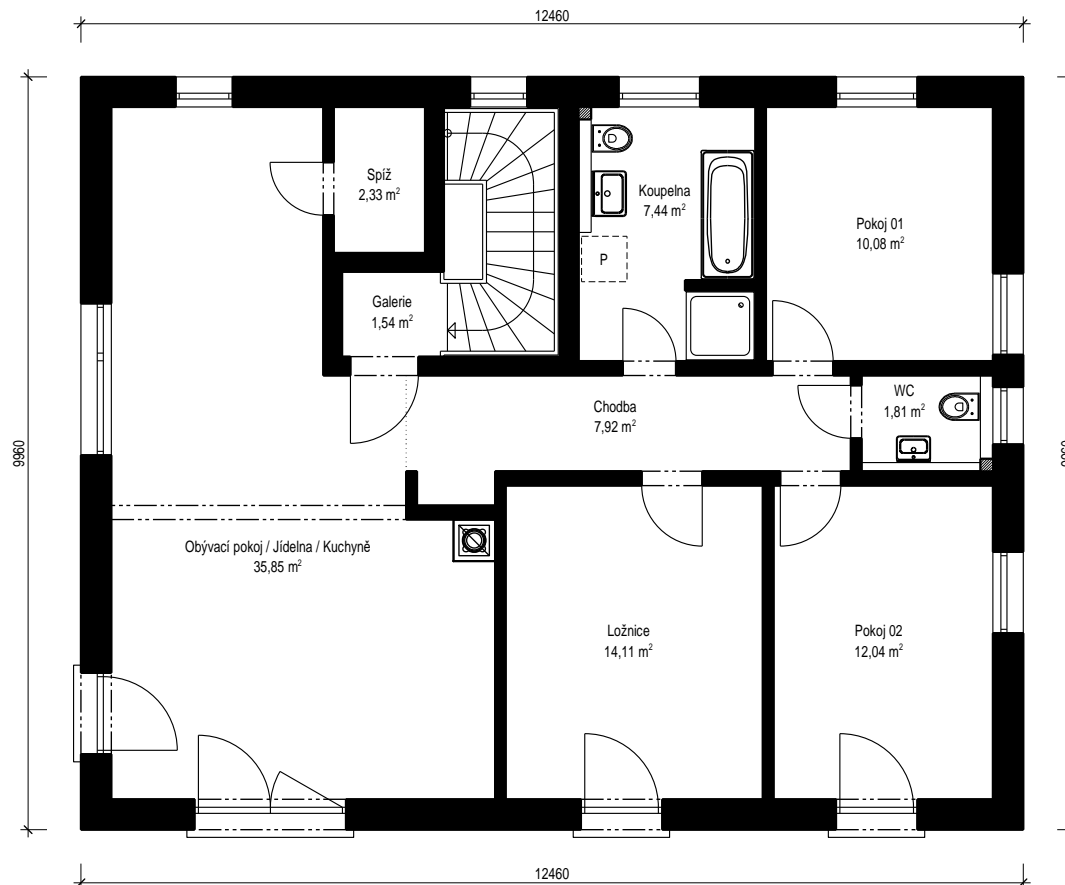 12460
Spíž
2,33 m²
Koupelna
7,44 m²
D
P
Pokoj 01
10,08 m²
Galerie
1,54 m²
WC
1,81 m²
Chodba
7,92 m²
9960
Obývací pokoj / Jídelna / Kuchyně
35,85 m²
Ložnice
14,11 m²
Pokoj 02
12,04 m²
12460